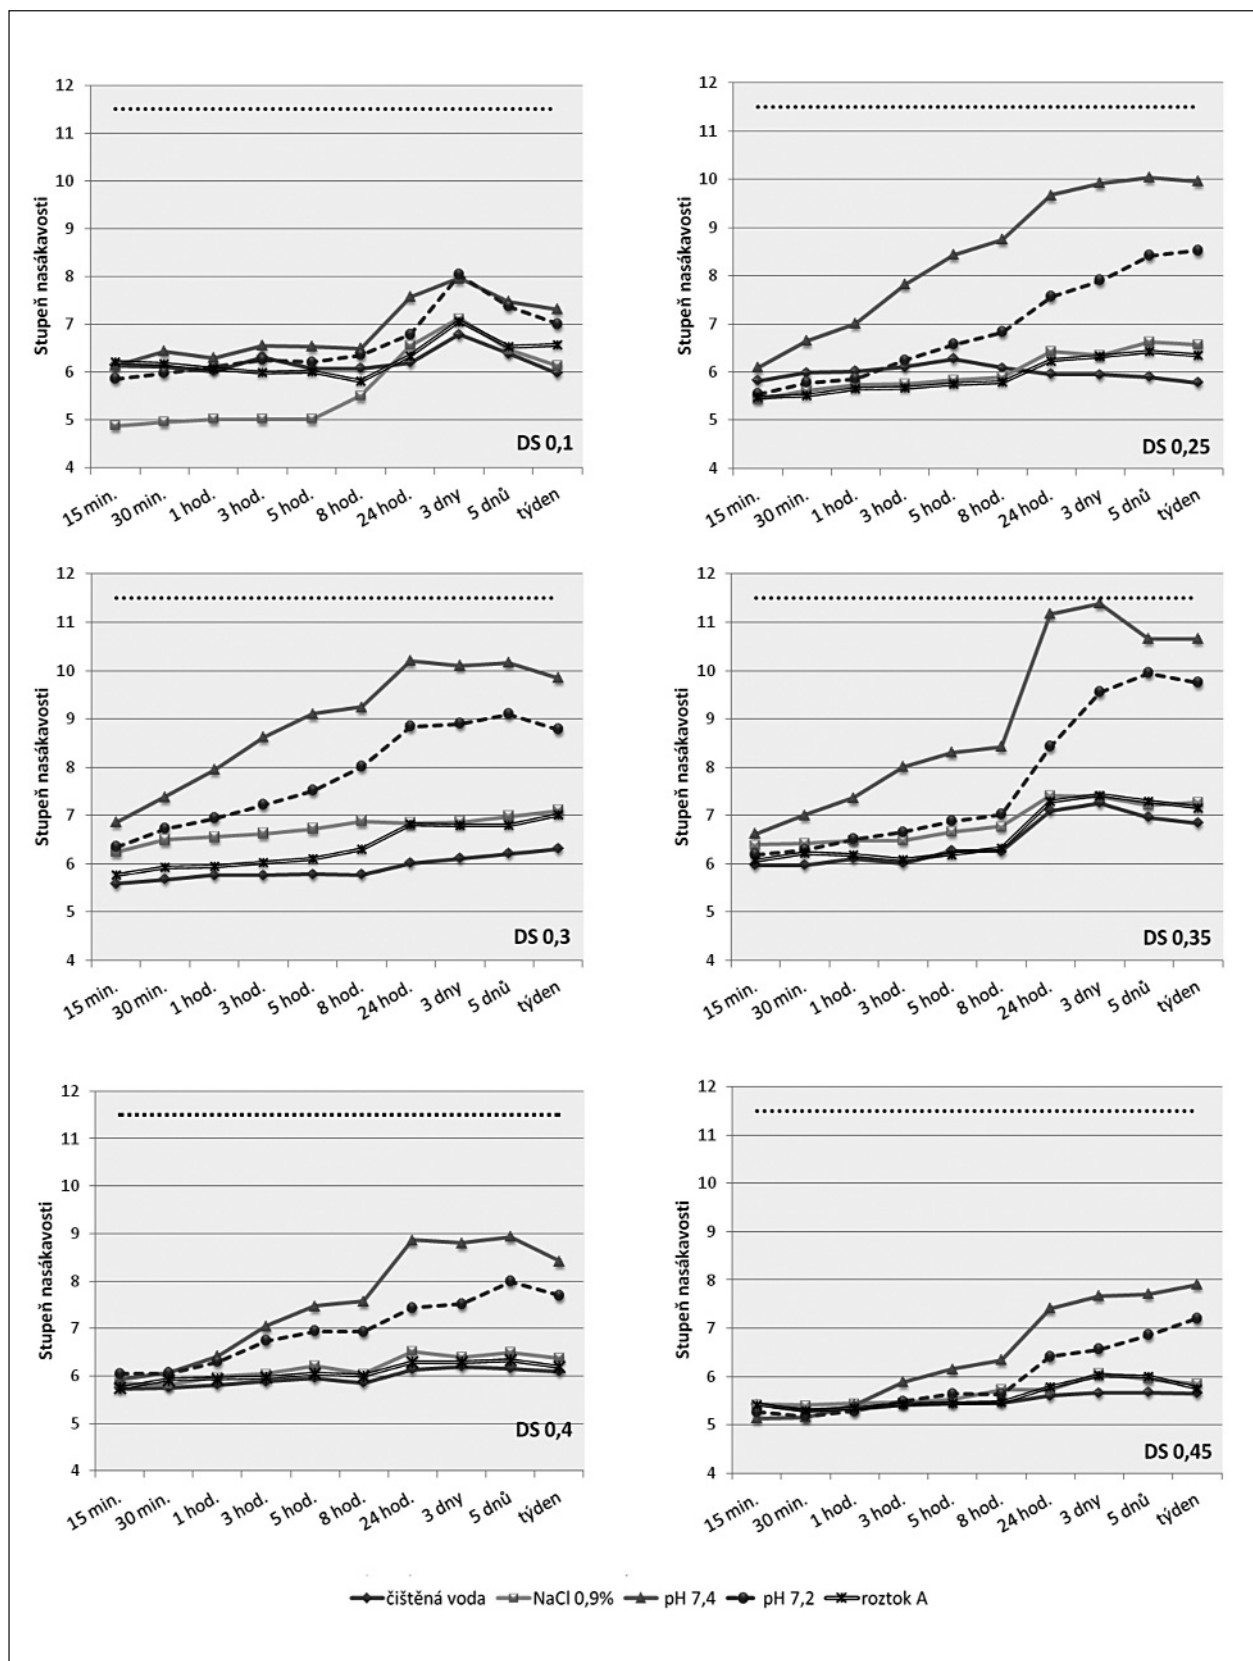 Stupeň nasákavosti
12
11
10
9
8
7
6
5
4
DS 0,1
15 min.
30 min.
1 hod.
3 hod.
5 hod.
8 hod.
24 hod.
3 dny
5 dnů
týden
Stupeň nasákavosti
12
11
10
9
8
7
6
5
4
DS 0,25
15 min.
30 min.
1 hod.
3 hod.
5 hod.
8 hod.
24 hod.
3 dny
5 dnů
týden
Stupeň nasákavosti
12
11
10
9
8
7
6
5
4
DS 0,3
15 min.
30 min.
1 hod.
3 hod.
5 hod.
8 hod.
24 hod.
3 dny
5 dnů
týden
Stupeň nasákavosti
12
11
10
9
8
7
6
5
4
DS 0,35
15 min.
30 min.
1 hod.
3 hod.
5 hod.
8 hod.
24 hod.
3 dny
5 dnů
týden
Stupeň nasákavosti
12
11
10
9
8
7
6
5
4
DS 0,4
15 min.
30 min.
1 hod.
3 hod.
5 hod.
8 hod.
24 hod.
3 dny
5 dnů
týden
Stupeň nasákavosti
12
11
10
9
8
7
6
5
4
DS 0,45
15 min.
30 min.
1 hod.
3 hod.
5 hod.
8 hod.
24 hod.
3 dny
5 dnů
týden
čištěná voda NaCl 0,9% pH 7,4 pH 7,2 roztok A